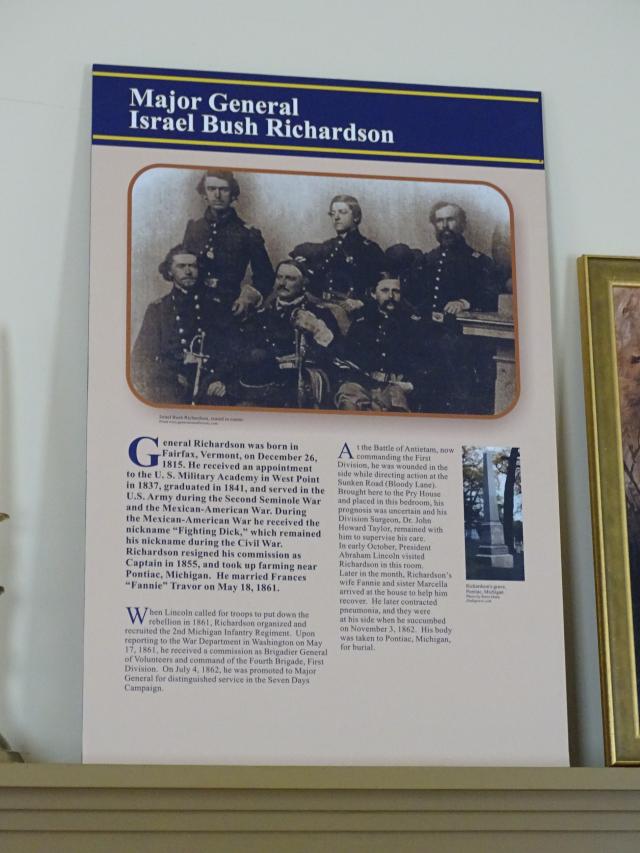 Major General
Israel Bush Richardson
Israel Bush Richardson, seated in center
General Richardson was born in
Fairfax, Vermont, on December 26,
1815. He received an appointment
to the U. S. Military Academy in West Point
in 1837, graduated in 1841, and served in the
U.S. Army during the Second Seminole War
and the Mexican-American War. During
the Mexican-American War he received the
nickname “Fighting Dick,” which remained
his nickname during the Civil War.
Richardson resigned his commission as
Captain in 1855, and took up farming near
Pontiac, Michigan. He married Frances
“Fannie” Travor on May 18, 1861.
When Lincoln called for troops to put down the
rebellion in 1861, Richardson organized and
recruited the 2nd Michigan Infantry Regiment. Upon
reporting to the War Department in Washington on May
17, 1861, he received a commission as Brigadier General
of Volunteers and command of the Fourth Brigade, First
Division. On July 4, 1862, he was promoted to Major
General for distinguished service in the Seven Days
Campaign.
At the Battle of Antietam, now
commanding the First
Division, he was wounded in the
side while directing action at the
Sunken Road (Bloody Lane).
Brought here to the Pry House
and placed in this bedroom, his
prognosis was uncertain and his
Division Surgeon, Dr. John
Howard Taylor, remained with
him to supervise his care.
In early October, President
Abraham Lincoln visited
Richardson in this room.
Later in the month, Richardson’s
wife Fannie and sister Marcella
arrived at the house to help him
recover. He later contracted
pneumonia, and they were
at his side when he succumbed
on November 3, 1862. His body
was taken to Pontiac, Michigan,
for burial.
Richardson's grave,
Pontiac, Michigan